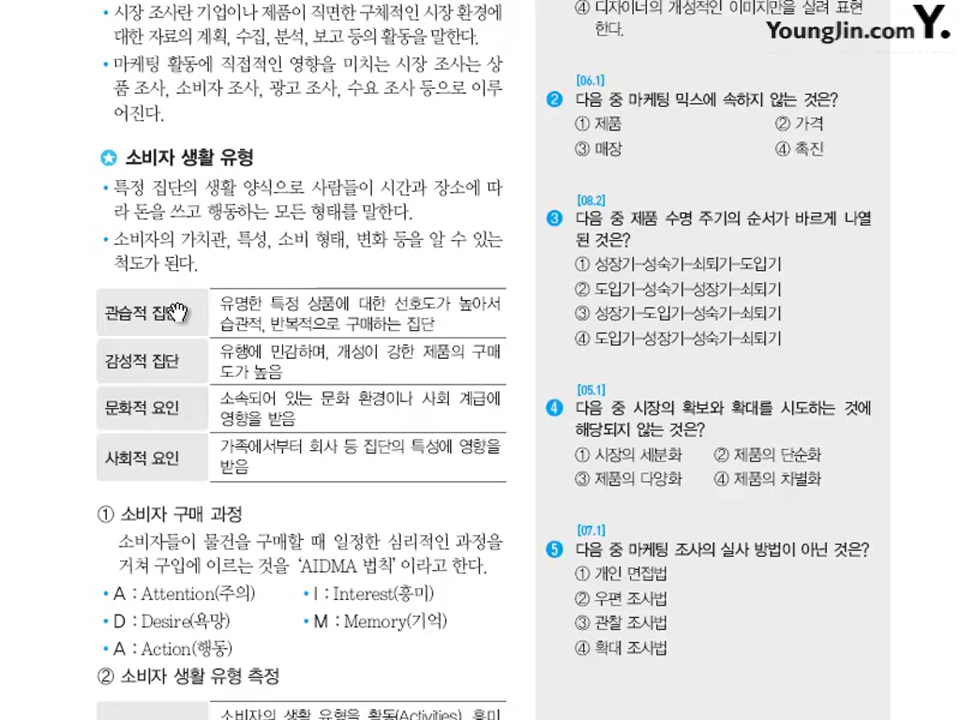 • 시장 조사란 기업이나 제품이 직면한 구체적인 시장 환경에
대한 자료의 계획, 수집, 분석, 보고 등의 활동을 말한다.
• 마케팅 활동에 직접적인 영향을 미치는 시장 조사는 상
품 조사, 소비자 조사, 광고 조사, 수요 조사 등으로 이루
어진다.
★ 소비자 생활 유형
• 특정 집단의 생활 양식으로 사람들이 시간과 장소에 따
라 돈을 쓰고 행동하는 모든 형태를 말한다.
• 소비자의 가치관, 특성, 소비 형태, 변화 등을 알 수 있는
척도가 된다.
관습적 집단
유명한 특정 상품에 대한 선호도가 높아서
습관적, 반복적으로 구매하는 집단
감성적 집단
유행에 민감하며, 개성이 강한 제품의 구매
도가 높음
문화적 요인
소속되어 있는 문화 환경이나 사회 계급에
영향을 받음
사회적 요인
가족에서부터 회사 등 집단의 특성에 영향을
받음
① 소비자 구매 과정
소비자들이 물건을 구매할 때 일정한 심리적인 과정을
거쳐 구입에 이르는 것을 ‘AIDMA 법칙’이라고 한다.
• A : Attention(주의) • I : Interest(흥미)
• D : Desire(욕망) • M : Memory(기억)
• A : Action(행동)
② 소비자 생활 유형 측정
소비자의 생활 유형을 활동(Activities), 흥미
④ 디자이너의 개성적인 이미지만을 살려 표현
한다.
YoungJin.com Y.
[06.1]
2 다음 중 마케팅 믹스에 속하지 않는 것은?
① 제품 ② 가격
③ 매장 ④ 촉진
[08.2]
3 다음 중 제품 수명 주기의 순서가 바르게 나열
된 것은?
① 성장기-성숙기-쇠퇴기-도입기
② 도입기-성숙기-성장기-쇠퇴기
③ 성장기-도입기-성숙기-쇠퇴기
④ 도입기-성장기-성숙기-쇠퇴기
[05.1]
4 다음 중 시장의 확보와 확대를 시도하는 것에
해당되지 않는 것은?
① 시장의 세분화 ② 제품의 단순화
③ 제품의 다양화 ④ 제품의 차별화
[07.1]
5 다음 중 마케팅 조사의 실사 방법이 아닌 것은?
① 개인 면접법
② 우편 조사법
③ 관찰 조사법
④ 확대 조사법